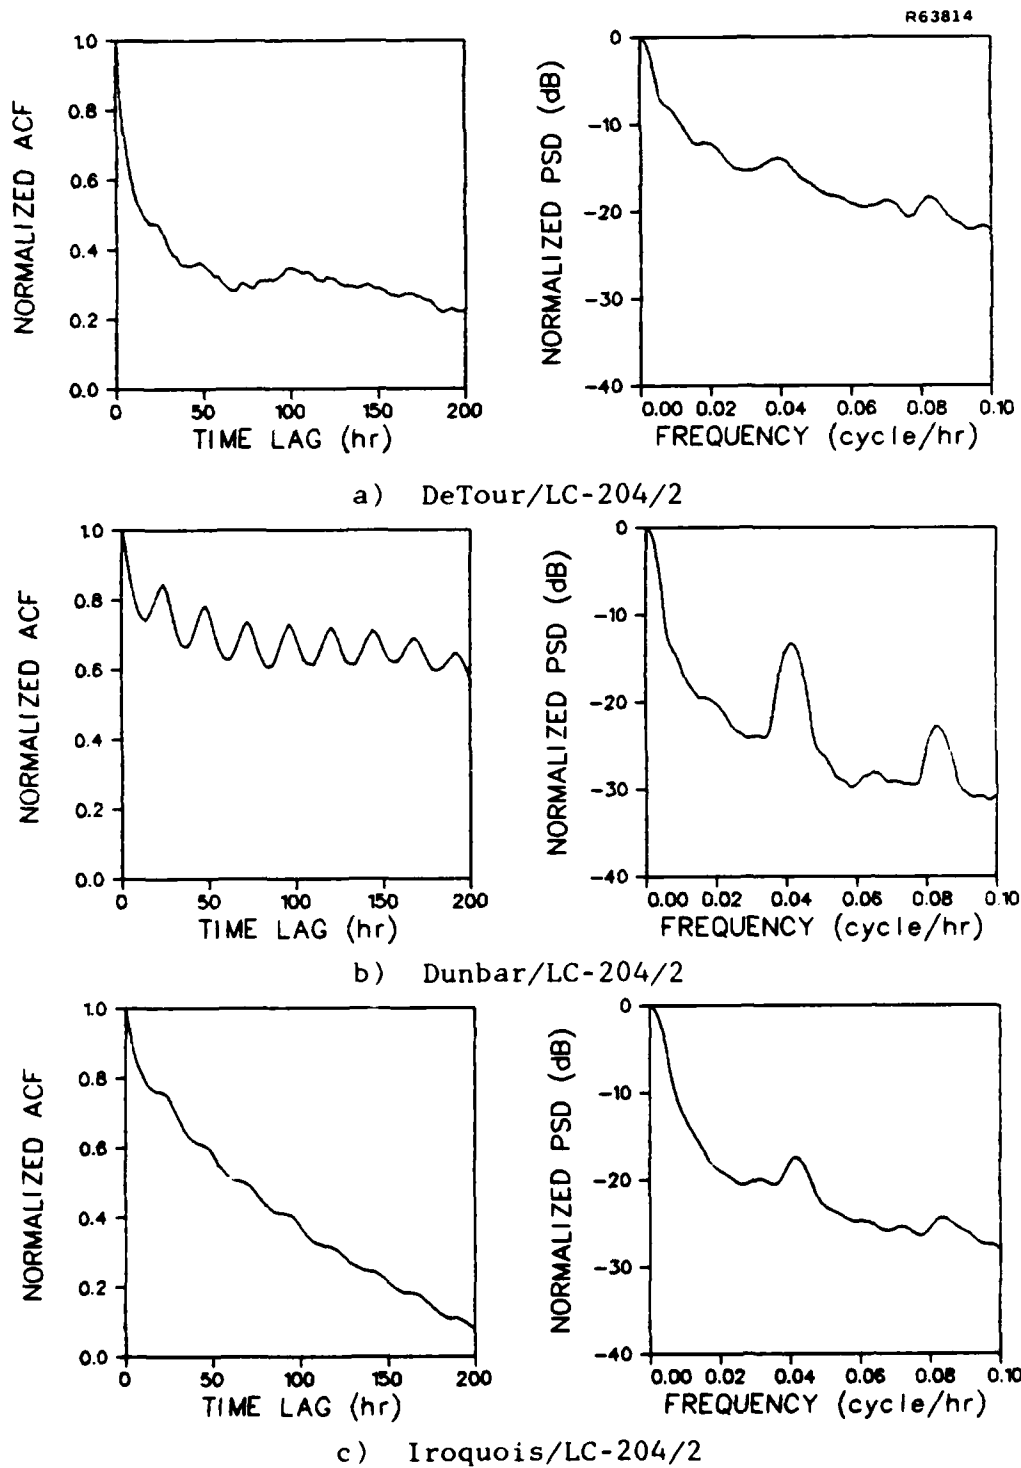 R63814
1.0
0.8
0.6
0.4
0.2
0.0
NORMALIZED ACF
0 50 100 150 200
TIME LAG (hr)
0
-10
-20
-30
-40
NORMALIZED PSD (dB)
0.00 0.02 0.04 0.06 0.08 0.10
FREQUENCY (cycle/hr)
a) DeTour/LC-204/2
1.0
0.8
0.6
0.4
0.2
0.0
NORMALIZED ACF
0 50 100 150 200
TIME LAG (hr)
0
-10
-20
-30
-40
NORMALIZED PSD (dB)
0.00 0.02 0.04 0.06 0.08 0.10
FREQUENCY (cycle/hr)
b) Dunbar/LC-204/2
1.0
0.8
0.6
0.4
0.2
0.0
NORMALIZED ACF
0 50 100 150 200
TIME LAG (hr)
0
-10
-20
-30
-40
NORMALIZED PSD (dB)
0.00 0.02 0.04 0.06 0.08 0.10
FREQUENCY (cycle/hr)
c) Iroquois/LC-204/2